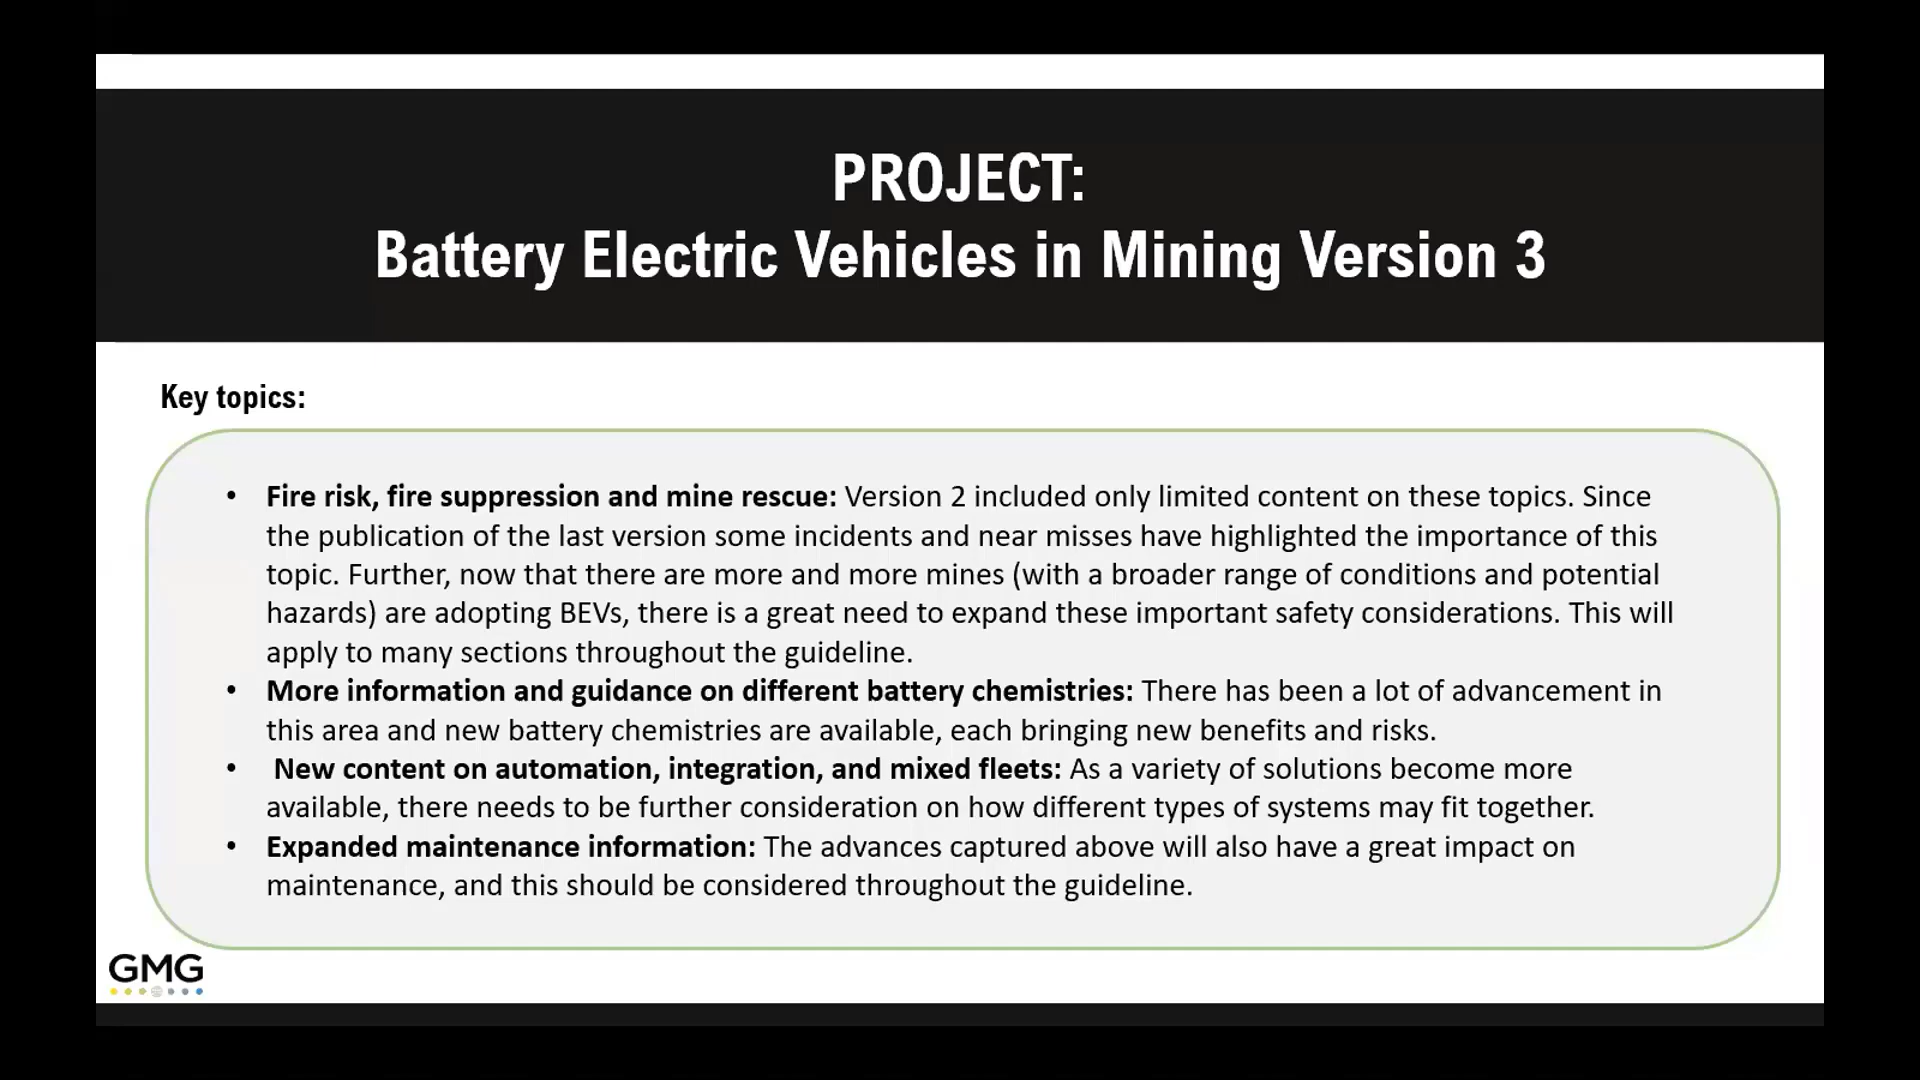 PROJECT:
Battery Electric Vehicles in Mining Version 3
Key topics:
• Fire risk, fire suppression and mine rescue: Version 2 included only limited content on these topics. Since
the publication of the last version some incidents and near misses have highlighted the importance of this
topic. Further, now that there are more and more mines (with a broader range of conditions and potential
hazards) are adopting BEVs, there is a great need to expand these important safety considerations. This will
apply to many sections throughout the guideline.
• More information and guidance on different battery chemistries: There has been a lot of advancement in
this area and new battery chemistries are available, each bringing new benefits and risks.
• New content on automation, integration, and mixed fleets: As a variety of solutions become more
available, there needs to be further consideration on how different types of systems may fit together.
• Expanded maintenance information: The advances captured above will also have a great impact on
maintenance, and this should be considered throughout the guideline.
GMG